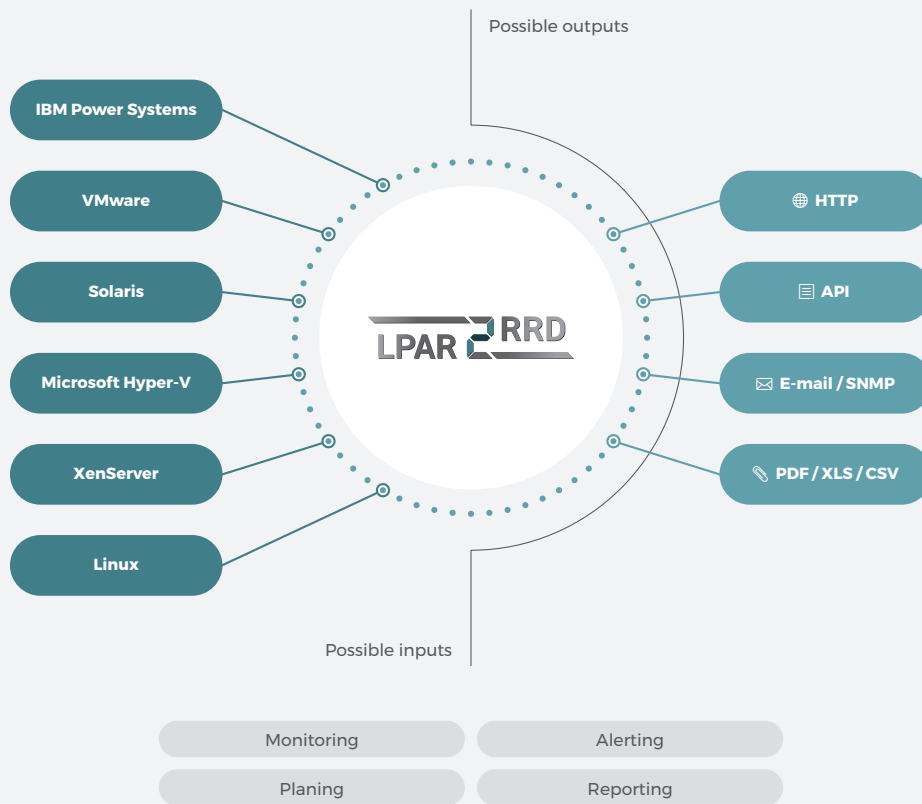 Possible outputs
IBM Power Systems
VMware
Solaris
Microsoft Hyper-V
XenServer
Linux
LPAR2RRD
HTTP
API
E-mail / SNMP
PDF / XLS / CSV
Possible inputs
Monitoring
Alerting
Planing
Reporting